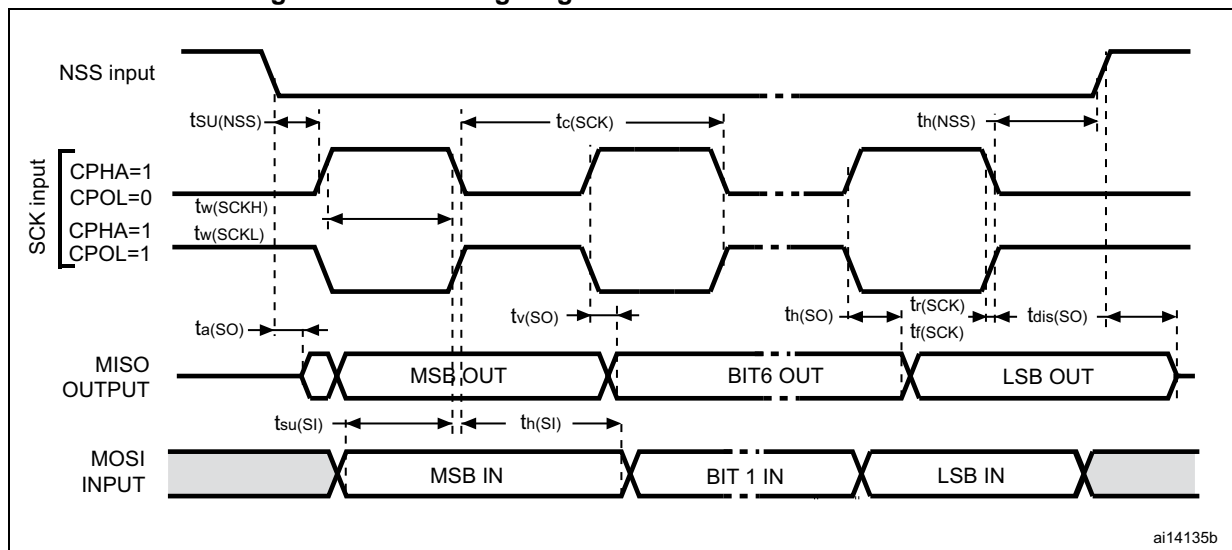 NSS input
tSU(NSS)
tc(SCK)
th(NSS)
SCK input
CPHA=1
CPOL=0
tw(SCKH)
CPHA=1
tw(SCKL)
CPOL=1
ta(SO)
tv(SO)
th(SO)
tr(SCK)
tf(SCK)
tdis(SO)
MISO
OUTPUT
MSB OUT
BIT6 OUT
LSB OUT
tsu(SI)
th(SI)
MOSI
INPUT
MSB IN
BIT 1 IN
LSB IN
ai14135b